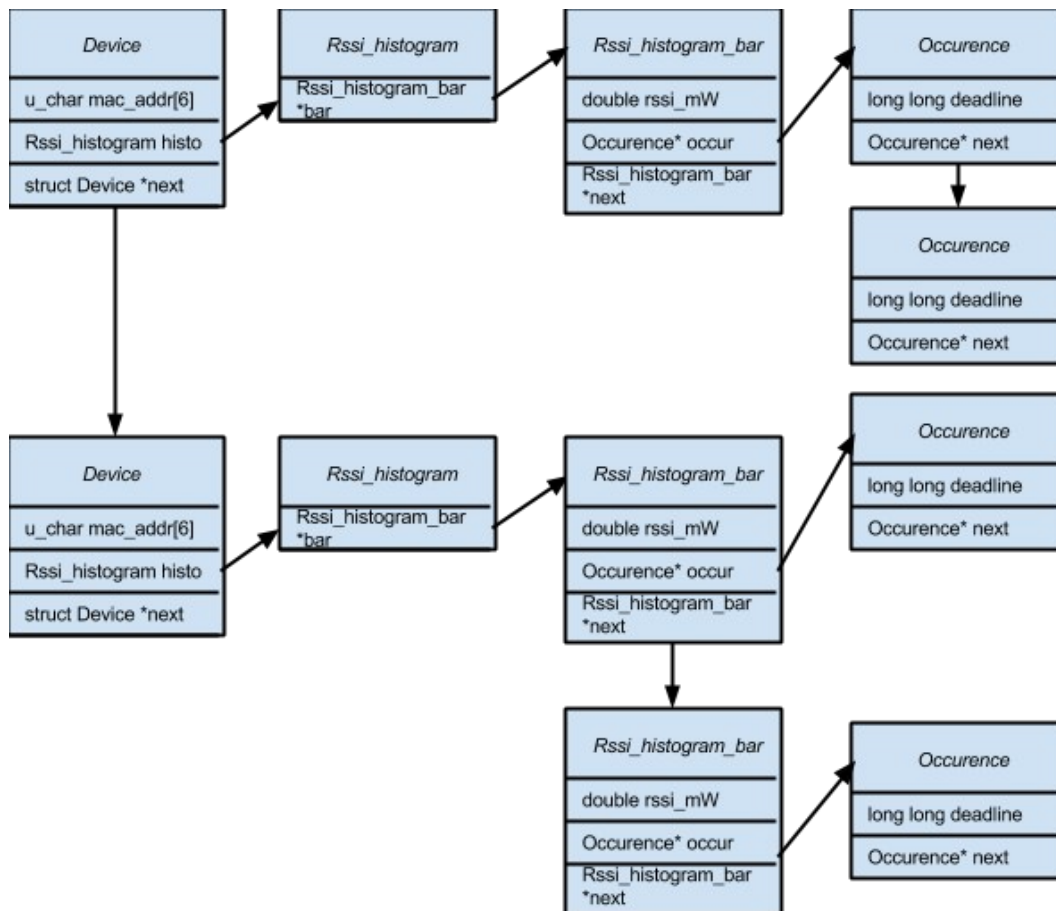 Device
u_char mac_addr[6]
Rssi_histogram histo
struct Device *next
Rssi_histogram
Rssi_histogram_bar
*bar
Rssi_histogram_bar
double rssi_mW
Occurence* occur
Rssi_histogram_bar
*next
Occurence
long long deadline
Occurence* next
Occurence
long long deadline
Occurence* next
Device
u_char mac_addr[6]
Rssi_histogram histo
struct Device *next
Rssi_histogram
Rssi_histogram_bar
*bar
Rssi_histogram_bar
double rssi_mW
Occurence* occur
Rssi_histogram_bar
*next
Occurence
long long deadline
Occurence* next
Rssi_histogram_bar
double rssi_mW
Occurence* occur
Rssi_histogram_bar
*next
Occurence
long long deadline
Occurence* next